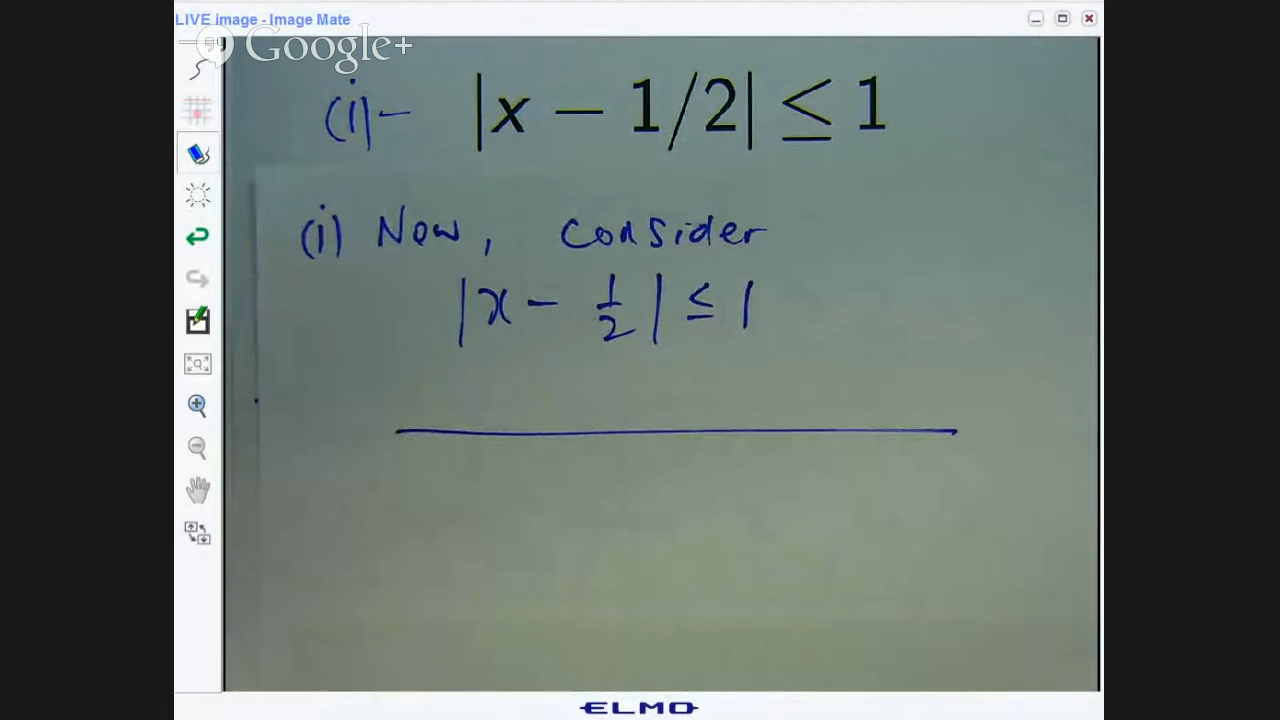 LIVE image - Image Mate
Google+
(i)- |x − 1/2| ≤ 1
(i) Now, consider
|x - 1/2| ≤ 1
ELMO